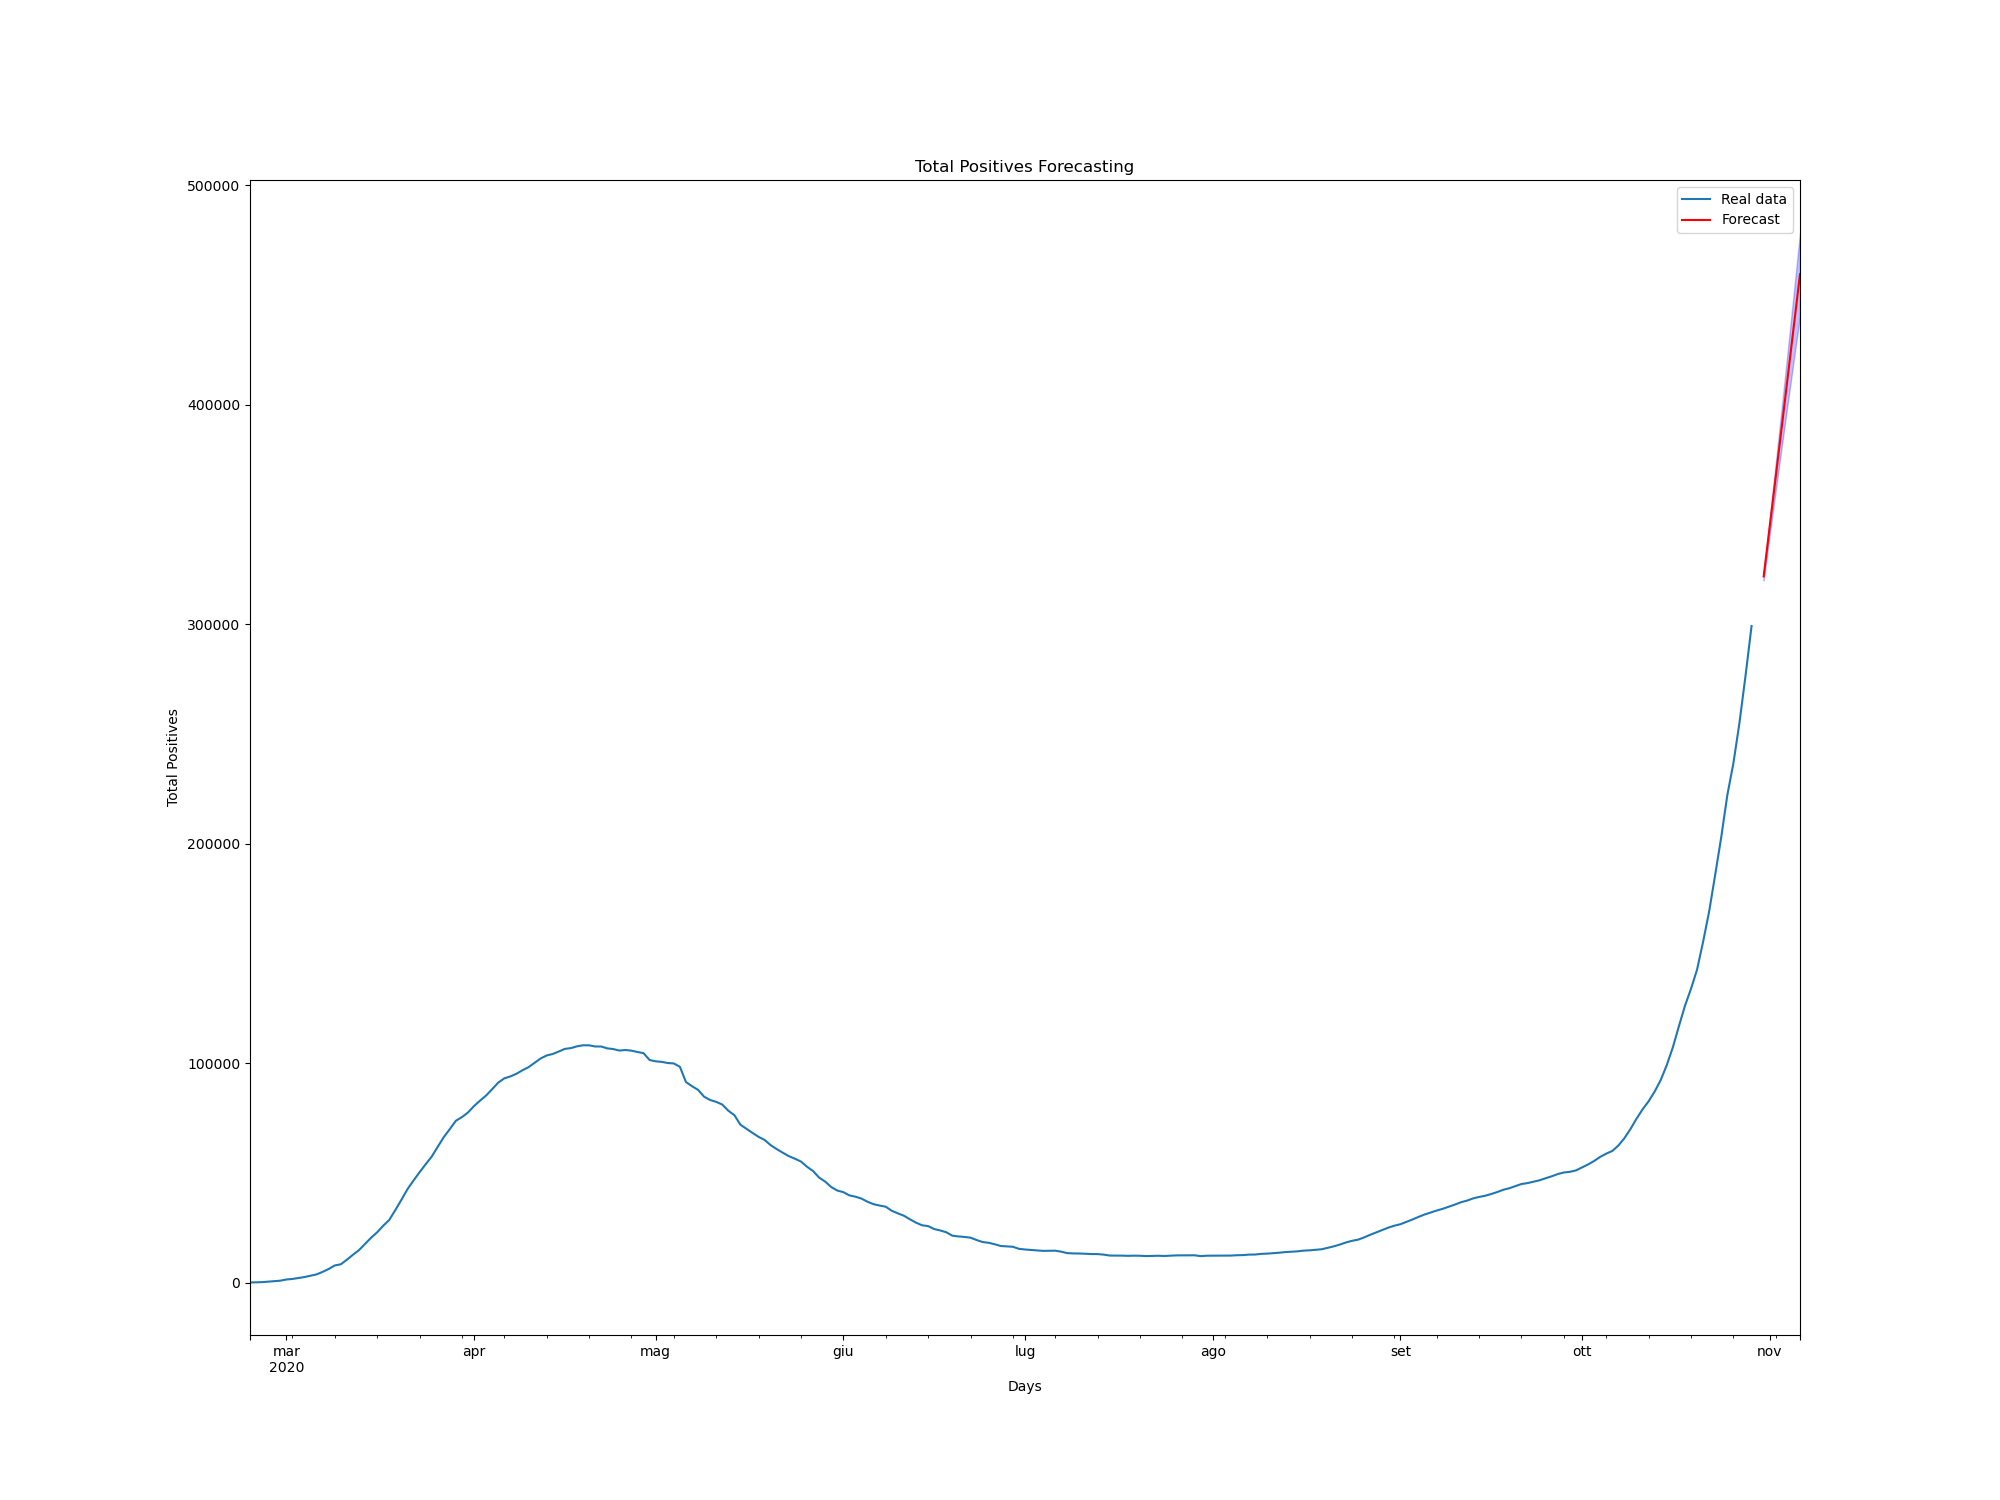 Total Positives Forecasting
Real data
Forecast
500000
400000
300000
200000
100000
0
Total Positives
mar apr mag giu lug ago set ott nov
2020
Days